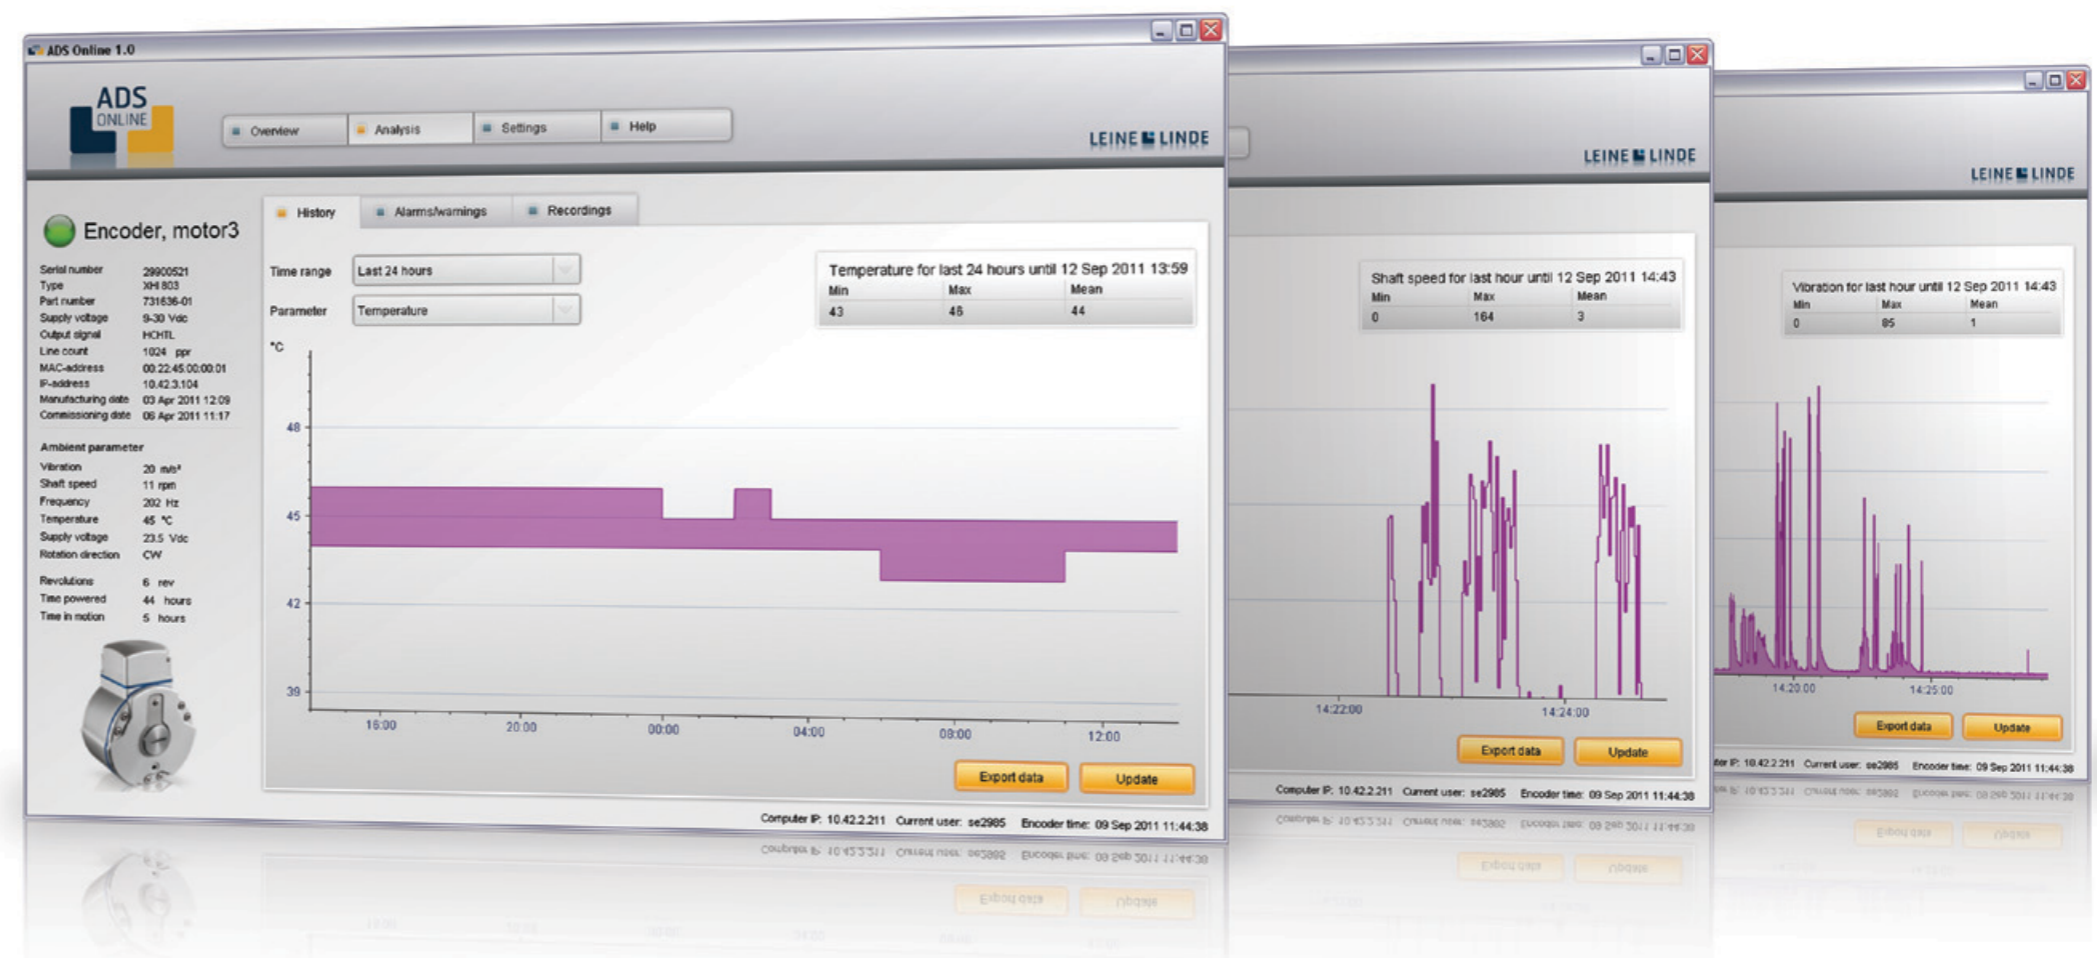 ADS Online 1.0
ADS
ONLINE
Overview
Analysis
Settings
Help
LEINE LINDE
Encoder, motor3
Serial number 29900521
Type XHI 803
Part number 731636-01
Supply voltage 9-30 Vdc
Output signal HCHTL
Line count 1024 ppr
MAC-address 00:22:45:00:00:01
IP-address 10.42.3.104
Manufacturing date 03 Apr 2011 12:09
Commissioning date 06 Apr 2011 11:17
Ambient parameter
Vibration 20 m/s²
Shaft speed 11 rpm
Frequency 202 Hz
Temperature 45 °C
Supply voltage 23.5 Vdc
Rotation direction CW
Revolutions 6 rev
Time powered 44 hours
Time in motion 5 hours
History
Alarms/warnings
Recordings
Time range Last 24 hours
Parameter Temperature
Temperature for last 24 hours until 12 Sep 2011 13:59
Min Max Mean
43 46 44
°C
48
45
42
39
16:00 20:00 00:00 04:00 08:00 12:00
Export data Update
Computer IP: 10.42.2.211 Current user: se2985 Encoder time: 09 Sep 2011 11:44:38
LEINE LINDE
Shaft speed for last hour until 12 Sep 2011 14:43
Min Max Mean
0 164 3
14:22:00 14:24:00
Export data Update
Computer IP: 10.42.2.211 Current user: se2985 Encoder time: 09 Sep 2011 11:44:38
LEINE LINDE
Vibration for last hour until 12 Sep 2011 14:43
Min Max Mean
0 85 1
14:20:00 14:25:00
Export data Update
IP: 10.42.2.211 Current user: se2985 Encoder time: 09 Sep 2011 11:44:38